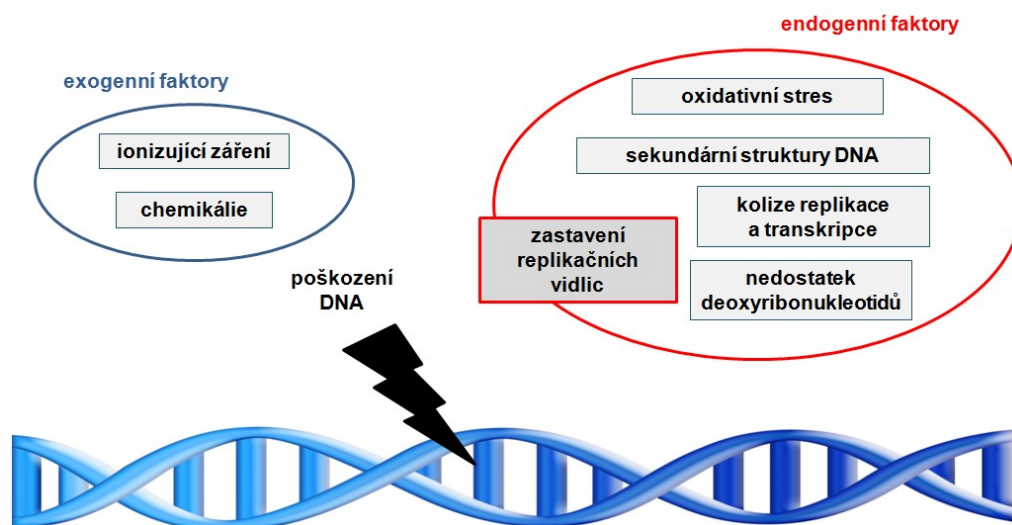 endogenní faktory
exogenní faktory
oxidativní stres
ionizující záření
sekundární struktury DNA
chemikálie
kolize replikace
a transkripce
zastavení
replikačních
vidlic
poškození
DNA
nedostatek
deoxyribonukleotidů